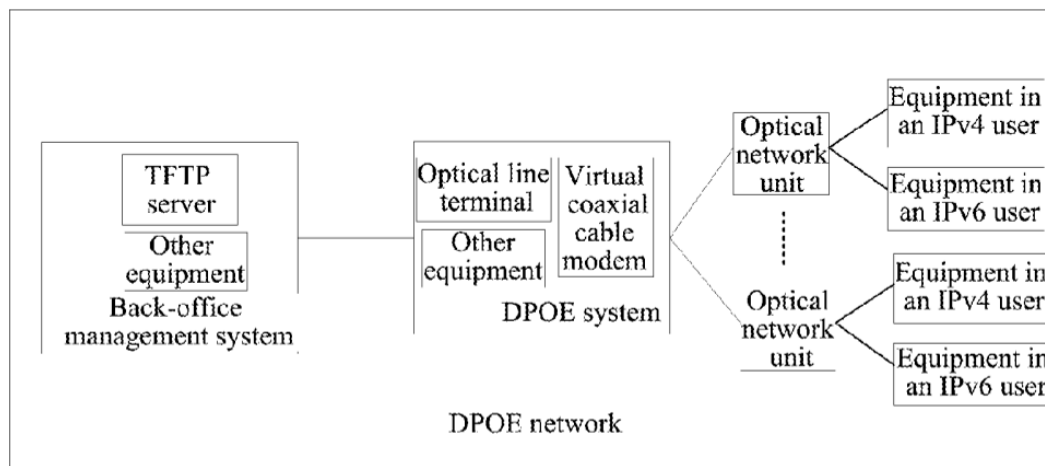 TFTP
server
Other
equipment
Back-office
management system
Optical line
terminal
Other
equipment
Virtual
coaxial
cable
modem
DPOE system
Optical
network
unit
Optical
network
unit
Equipment in
an IPv4 user
Equipment in
an IPv6 user
Equipment in
an IPv4 user
Equipment in
an IPv6 user
DPOE network